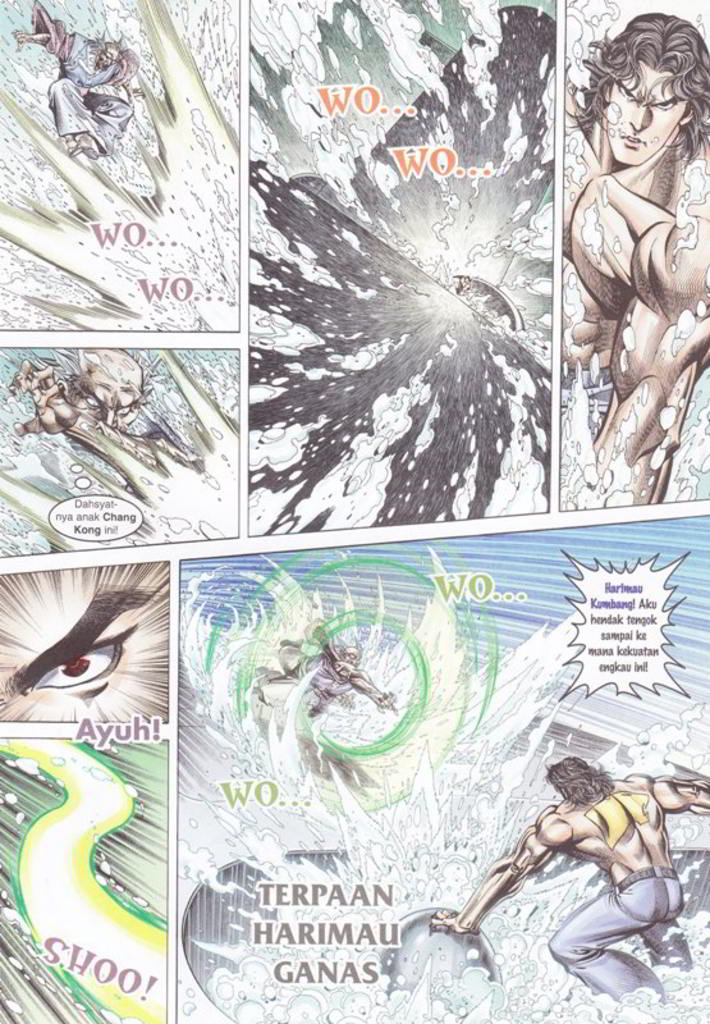 WO...
WO...
WO...
WO...
Dahsyat-
nya anak Chang
Kong ini!
Ayuh!
SHOO!
WO...
Harimau
Kumbang! Aku
hendak tengok
sampai ke
mana kekuatan
engkau ini!
WO...
TERPAAN
HARIMAU
GANAS